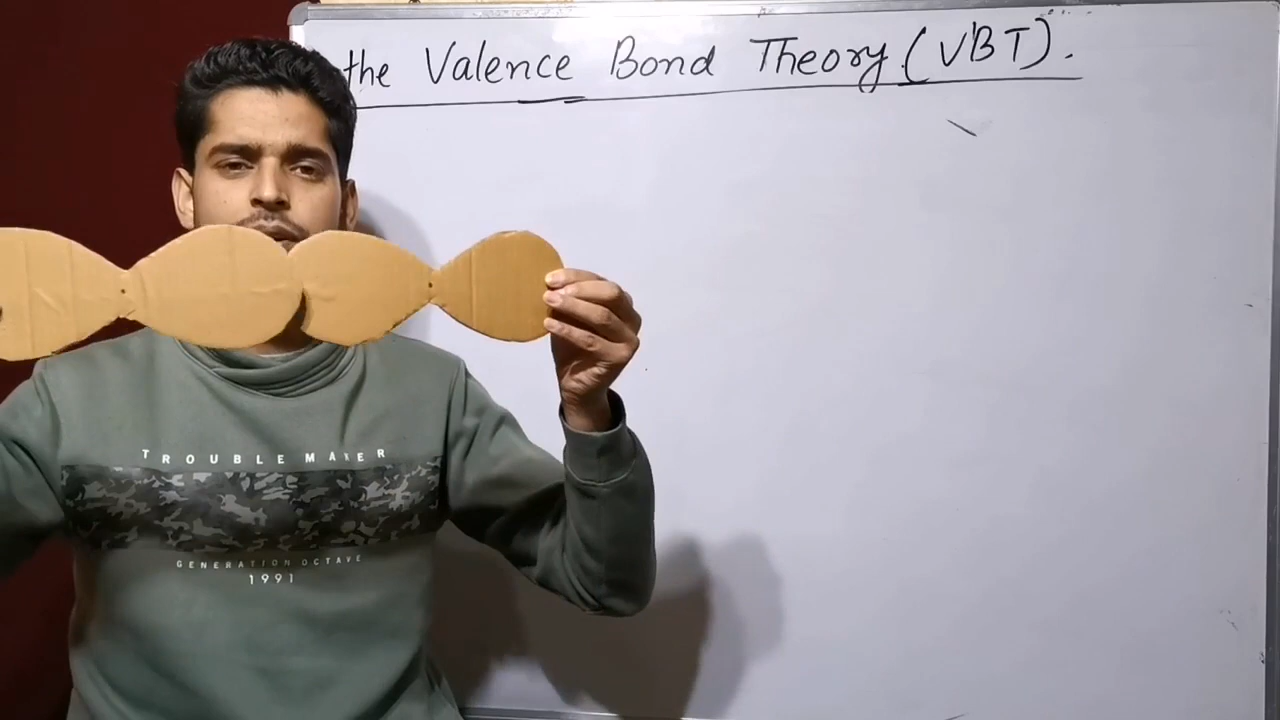 the Valence Bond Theory (VBT).
TROUBLE MAKER
GENERATION OCTAVE
1991